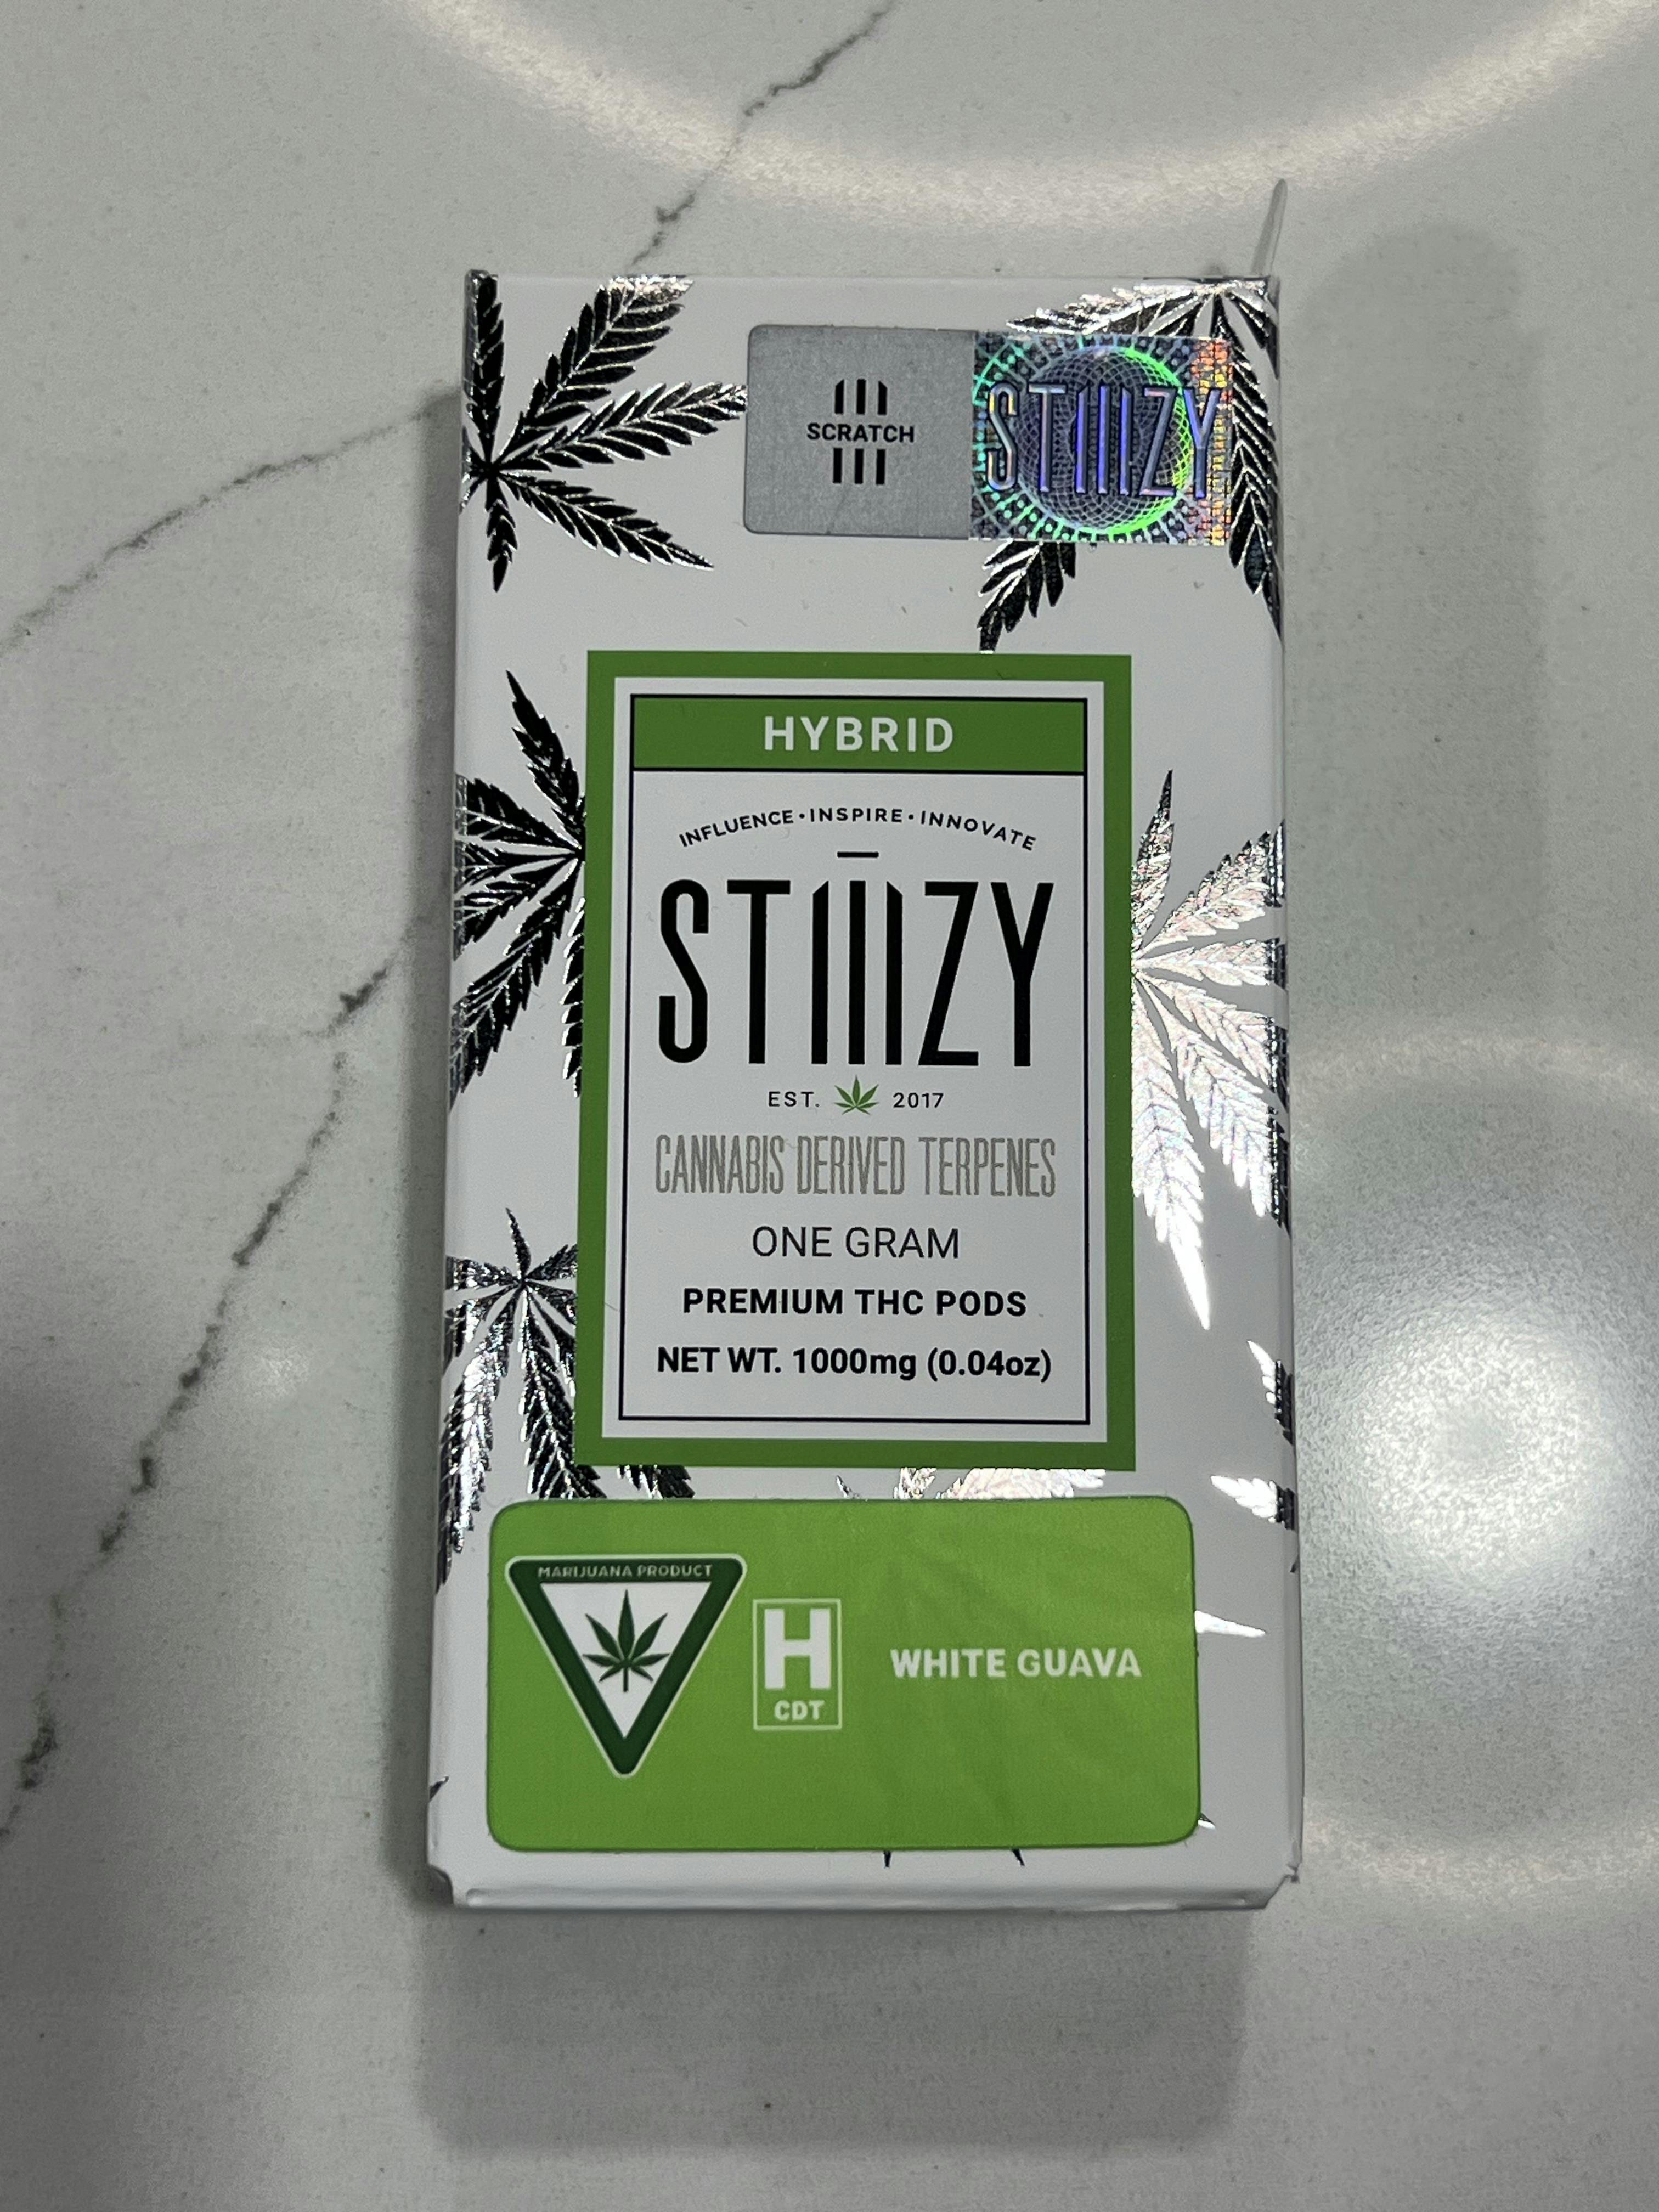 SCRATCH
STIIIZY
HYBRID
INFLUENCE • INSPIRE • INNOVATE
STIIIZY
EST. 2017
CANNABIS DERIVED TERPENES
ONE GRAM
PREMIUM THC PODS
NET WT. 1000mg (0.04oz)
MARIJUANA PRODUCT
H
CDT
WHITE GUAVA